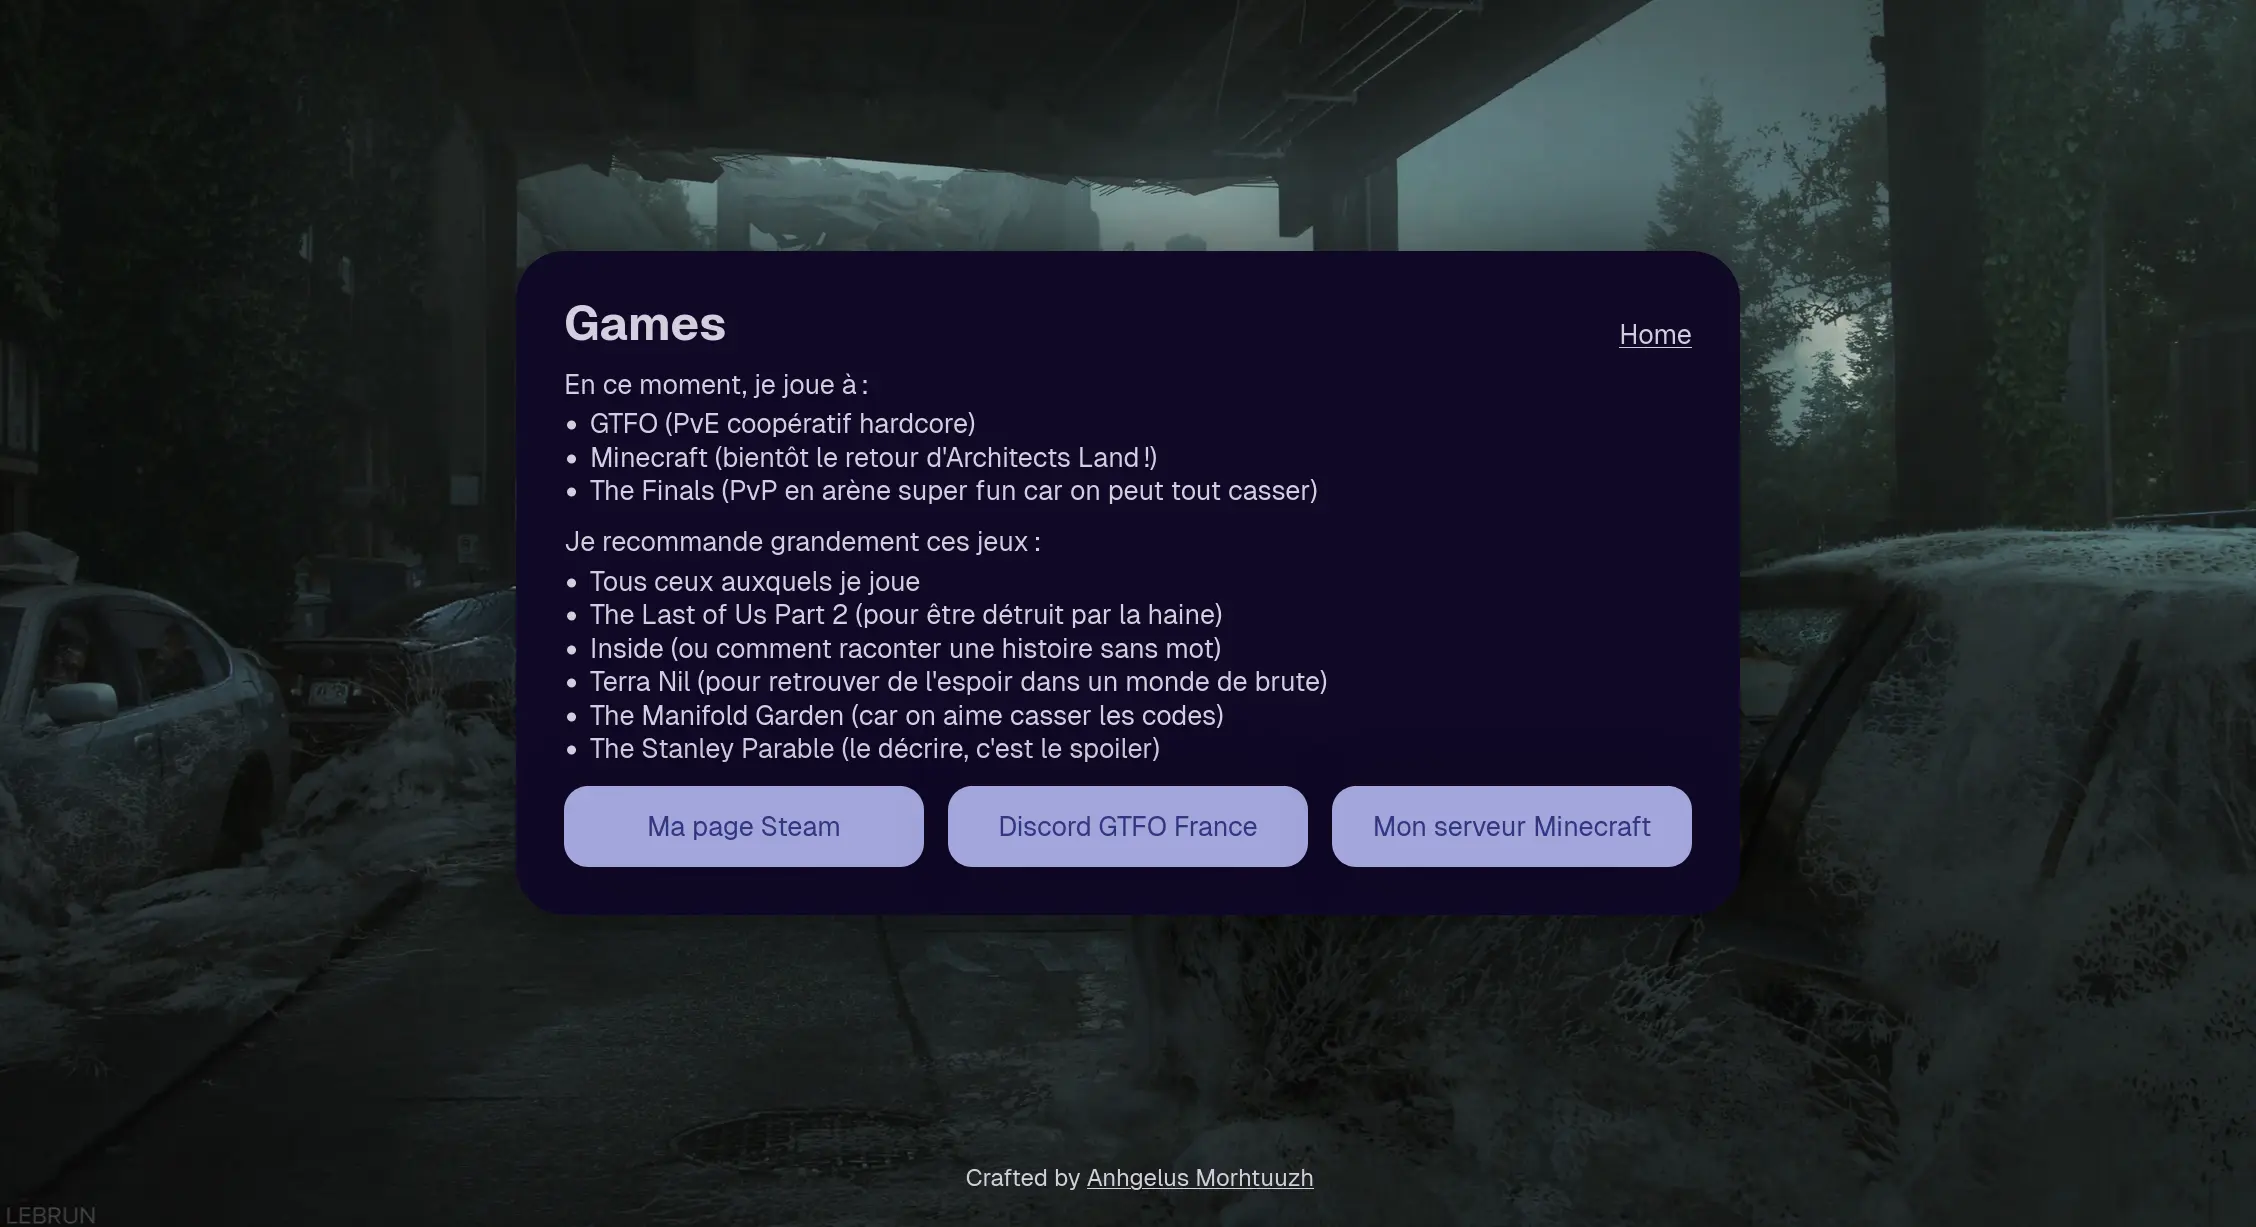 Games
Home
En ce moment, je joue à :
• GTFO (PvE coopératif hardcore)
• Minecraft (bientôt le retour d'Architects Land !)
• The Finals (PvP en arène super fun car on peut tout casser)
Je recommande grandement ces jeux :
• Tous ceux auxquels je joue
• The Last of Us Part 2 (pour être détruit par la haine)
• Inside (ou comment raconter une histoire sans mot)
• Terra Nil (pour retrouver de l'espoir dans un monde de brute)
• The Manifold Garden (car on aime casser les codes)
• The Stanley Parable (le décrire, c'est le spoiler)
Ma page Steam
Discord GTFO France
Mon serveur Minecraft
Crafted by Anhgelus Morhtuuzh
LEBRUN